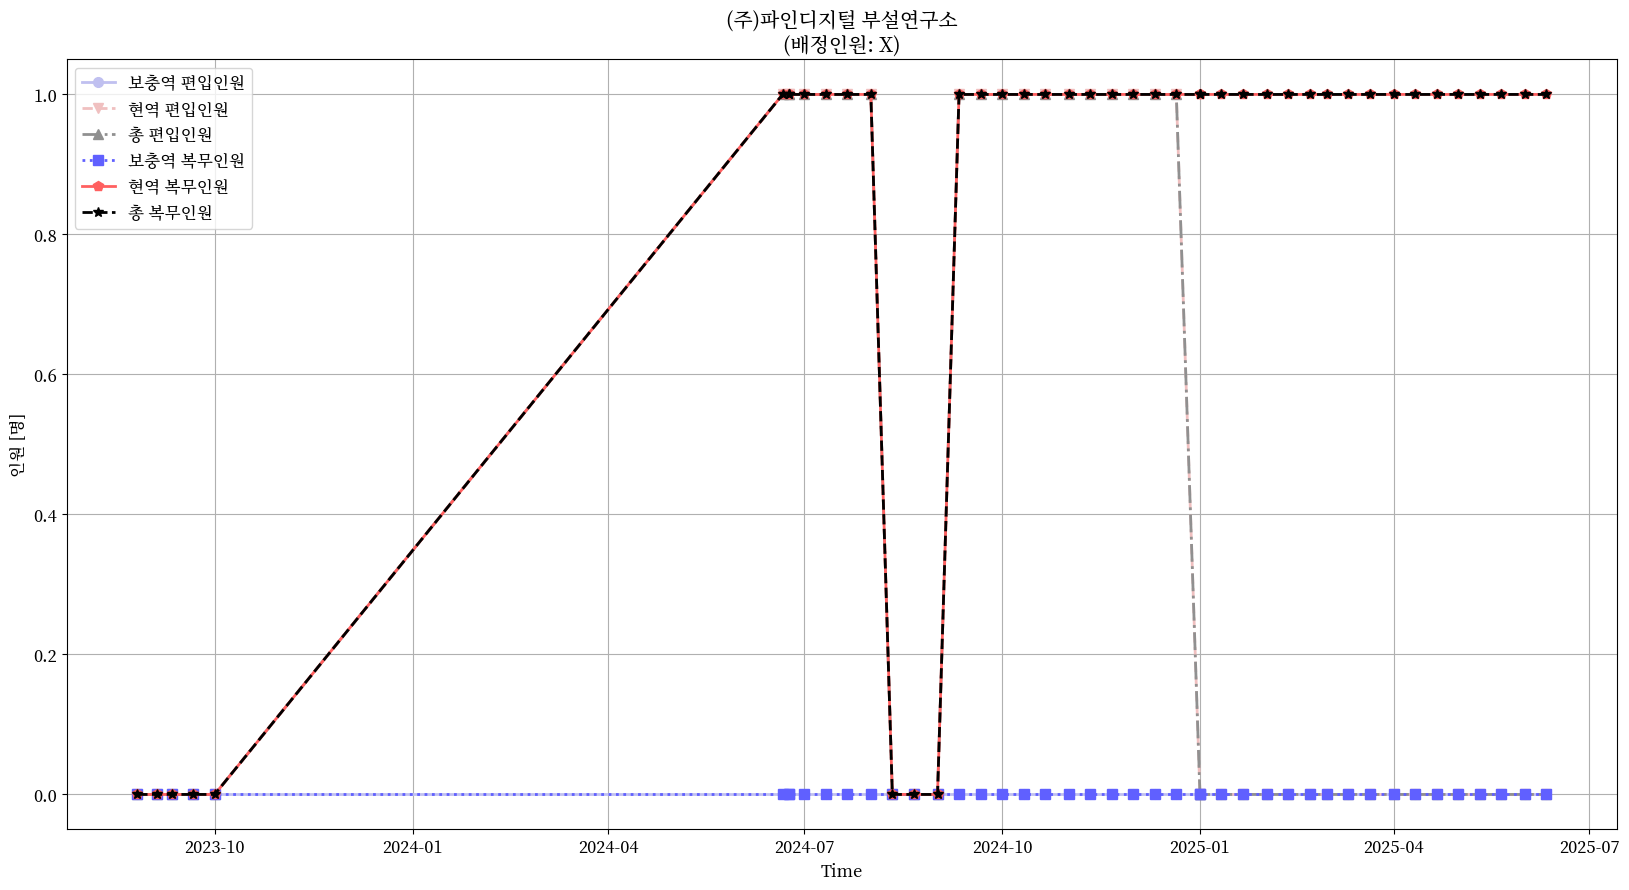 (주)파인디지털 부설연구소
(배정인원: X)
보충역 편입인원
현역 편입인원
총 편입인원
보충역 복무인원
현역 복무인원
총 복무인원
1.0
0.8
0.6
0.4
0.2
0.0
인원 [명]
2023-10
2024-01
2024-04
2024-07
2024-10
2025-01
2025-04
2025-07
Time